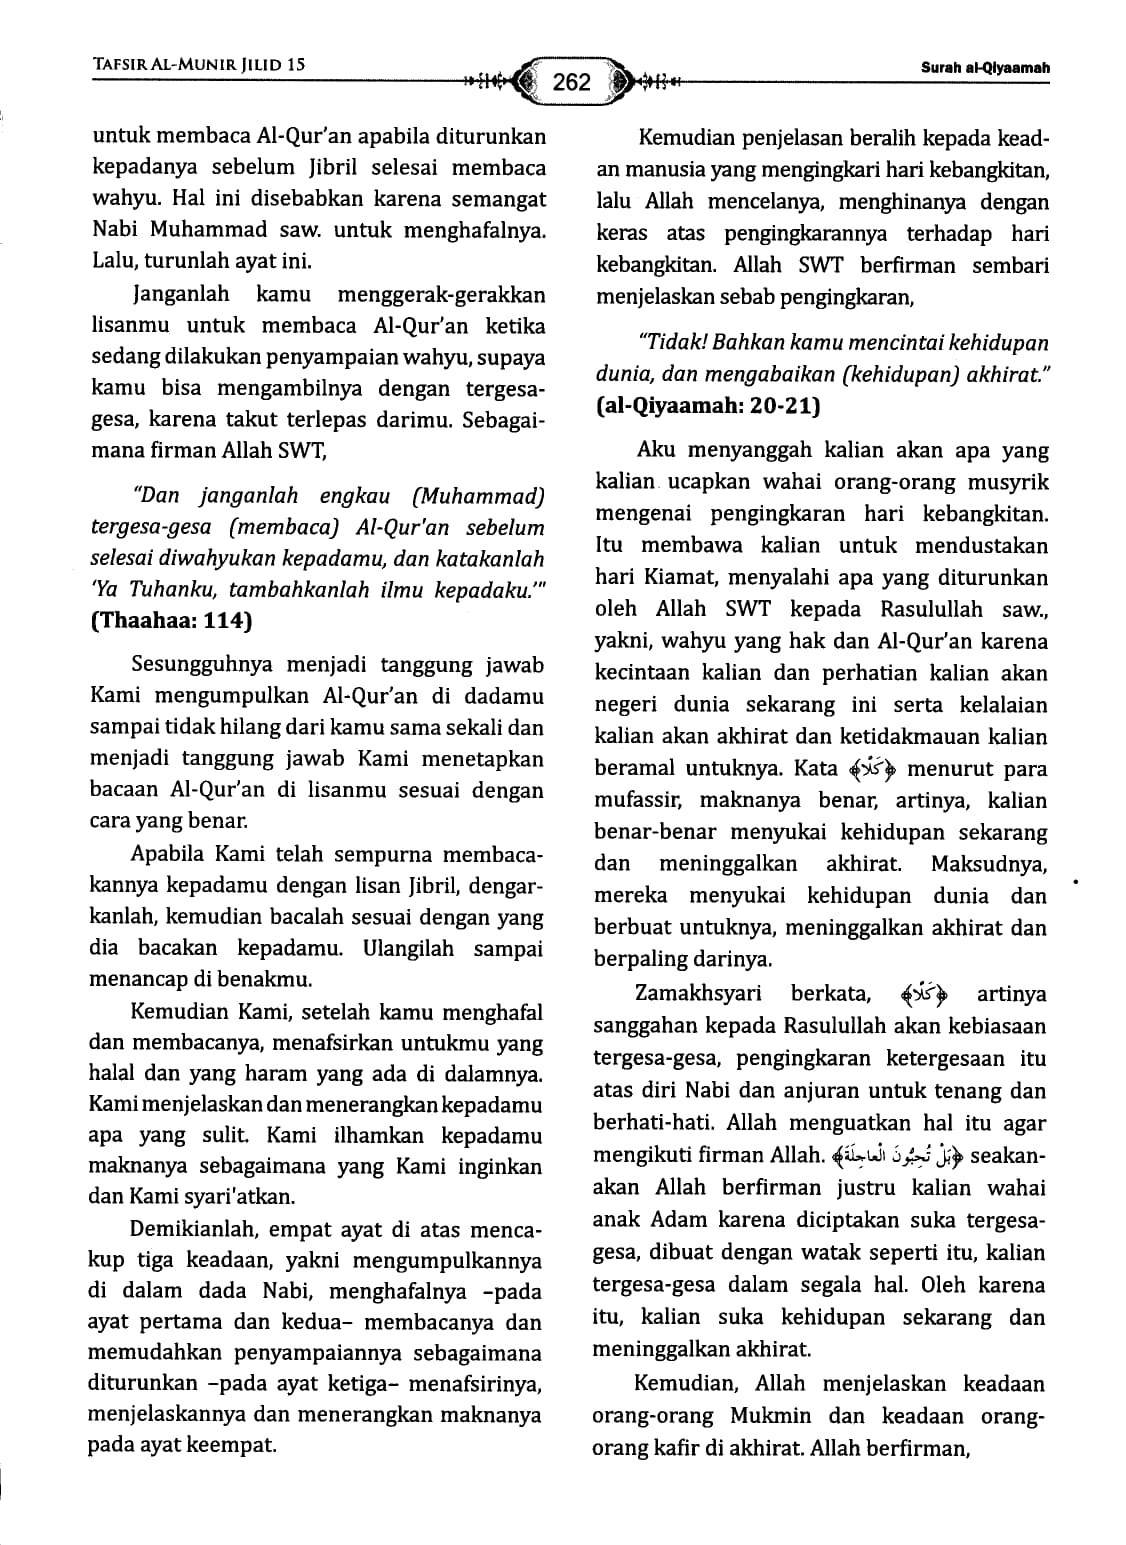 TAFSIR AL-MUNIR JILID 15
262
Surah al-Qiyaamah
untuk membaca Al-Qur'an apabila diturunkan
kepadanya sebelum Jibril selesai membaca
wahyu. Hal ini disebabkan karena semangat
Nabi Muhammad saw. untuk menghafalnya.
Lalu, turunlah ayat ini.
Janganlah kamu menggerak-gerakkan
lisanmu untuk membaca Al-Qur'an ketika
sedang dilakukan penyampaian wahyu, supaya
kamu bisa mengambilnya dengan tergesa-
gesa, karena takut terlepas darimu. Sebagai-
mana firman Allah SWT,
"Dan janganlah engkau (Muhammad)
tergesa-gesa (membaca) Al-Qur'an sebelum
selesai diwahyukan kepadamu, dan katakanlah
'Ya Tuhanku, tambahkanlah ilmu kepadaku.'"
(Thaahaa: 114)
Sesungguhnya menjadi tanggung jawab
Kami mengumpulkan Al-Qur'an di dadamu
sampai tidak hilang dari kamu sama sekali dan
menjadi tanggung jawab Kami menetapkan
bacaan Al-Qur'an di lisanmu sesuai dengan
cara yang benar.
Apabila Kami telah sempurna membaca-
kannya kepadamu dengan lisan Jibril, dengar-
kanlah, kemudian bacalah sesuai dengan yang
dia bacakan kepadamu. Ulangilah sampai
menancap di benakmu.
Kemudian Kami, setelah kamu menghafal
dan membacanya, menafsirkan untukmu yang
halal dan yang haram yang ada di dalamnya.
Kami menjelaskan dan menerangkan kepadamu
apa yang sulit. Kami ilhamkan kepadamu
maknanya sebagaimana yang Kami inginkan
dan Kami syari'atkan.
Demikianlah, empat ayat di atas menca-
kup tiga keadaan, yakni mengumpulkannya
di dalam dada Nabi, menghafalnya –pada
ayat pertama dan kedua– membacanya dan
memudahkan penyampaiannya sebagaimana
diturunkan –pada ayat ketiga– menafsirinya,
menjelaskannya dan menerangkan maknanya
pada ayat keempat.
Kemudian penjelasan beralih kepada kead-
an manusia yang mengingkari hari kebangkitan,
lalu Allah mencelanya, menghinanya dengan
keras atas pengingkarannya terhadap hari
kebangkitan. Allah SWT berfirman sembari
menjelaskan sebab pengingkaran,
"Tidak! Bahkan kamu mencintai kehidupan
dunia, dan mengabaikan (kehidupan) akhirat."
(al-Qiyaamah: 20-21)
Aku menyanggah kalian akan apa yang
kalian ucapkan wahai orang-orang musyrik
mengenai pengingkaran hari kebangkitan.
Itu membawa kalian untuk mendustakan
hari Kiamat, menyalahi apa yang diturunkan
oleh Allah SWT kepada Rasulullah saw.,
yakni, wahyu yang hak dan Al-Qur'an karena
kecintaan kalian dan perhatian kalian akan
negeri dunia sekarang ini serta kelalaian
kalian akan akhirat dan ketidakmauan kalian
beramal untuknya. Kata ﴿كَلَّا﴾ menurut para
mufassir, maknanya benar, artinya, kalian
benar-benar menyukai kehidupan sekarang
dan meninggalkan akhirat. Maksudnya,
mereka menyukai kehidupan dunia dan
berbuat untuknya, meninggalkan akhirat dan
berpaling darinya.
Zamakhsyari berkata, ﴿كَلَّا﴾ artinya
sanggahan kepada Rasulullah akan kebiasaan
tergesa-gesa, pengingkaran ketergesaan itu
atas diri Nabi dan anjuran untuk tenang dan
berhati-hati. Allah menguatkan hal itu agar
mengikuti firman Allah. ﴿بَلْ تُحِبُّونَ الْعَاجِلَةَ﴾ seakan-
akan Allah berfirman justru kalian wahai
anak Adam karena diciptakan suka tergesa-
gesa, dibuat dengan watak seperti itu, kalian
tergesa-gesa dalam segala hal. Oleh karena
itu, kalian suka kehidupan sekarang dan
meninggalkan akhirat.
Kemudian, Allah menjelaskan keadaan
orang-orang Mukmin dan keadaan orang-
orang kafir di akhirat. Allah berfirman,